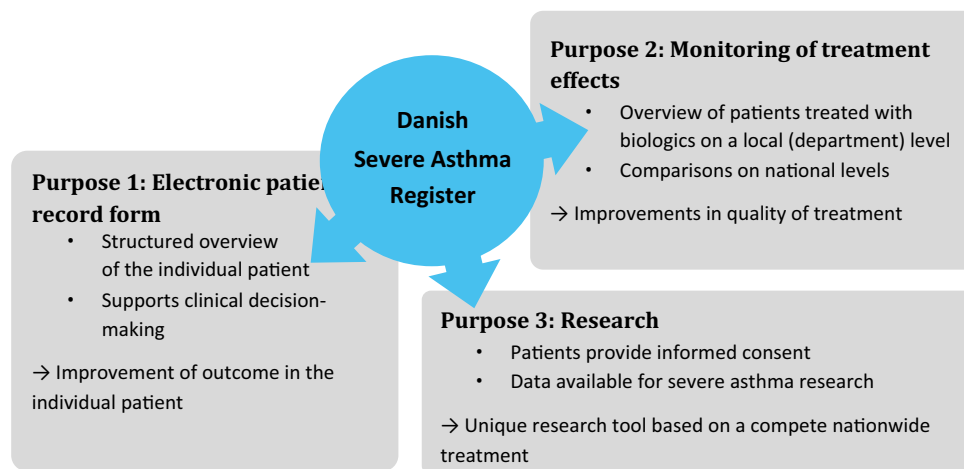 Danish
Severe Asthma
Register
Purpose 1: Electronic patie
record form
• Structured overview
of the individual patient
• Supports clinical decision-
making
→ Improvement of outcome in the
individual patient
Purpose 2: Monitoring of treatment
effects
• Overview of patients treated with
biologics on a local (department) level
• Comparisons on national levels
→ Improvements in quality of treatment
Purpose 3: Research
• Patients provide informed consent
• Data available for severe asthma research
→ Unique research tool based on a compete nationwide
treatment